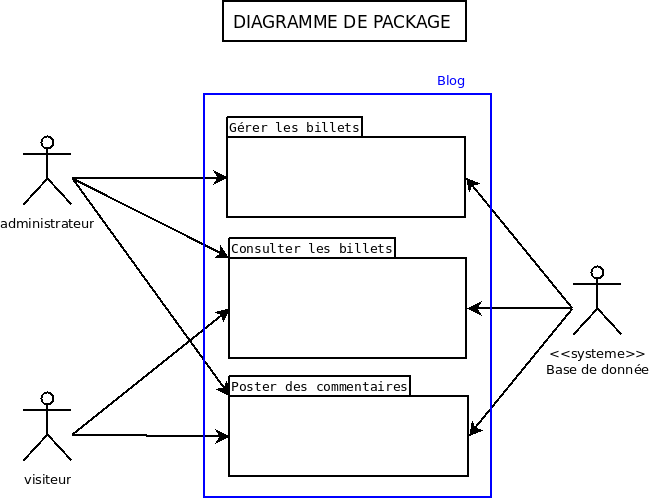 DIAGRAMME DE PACKAGE
Blog
Gérer les billets
administrateur
Consulter les billets
<<systeme>>
Base de donnée
Poster des commentaires
visiteur